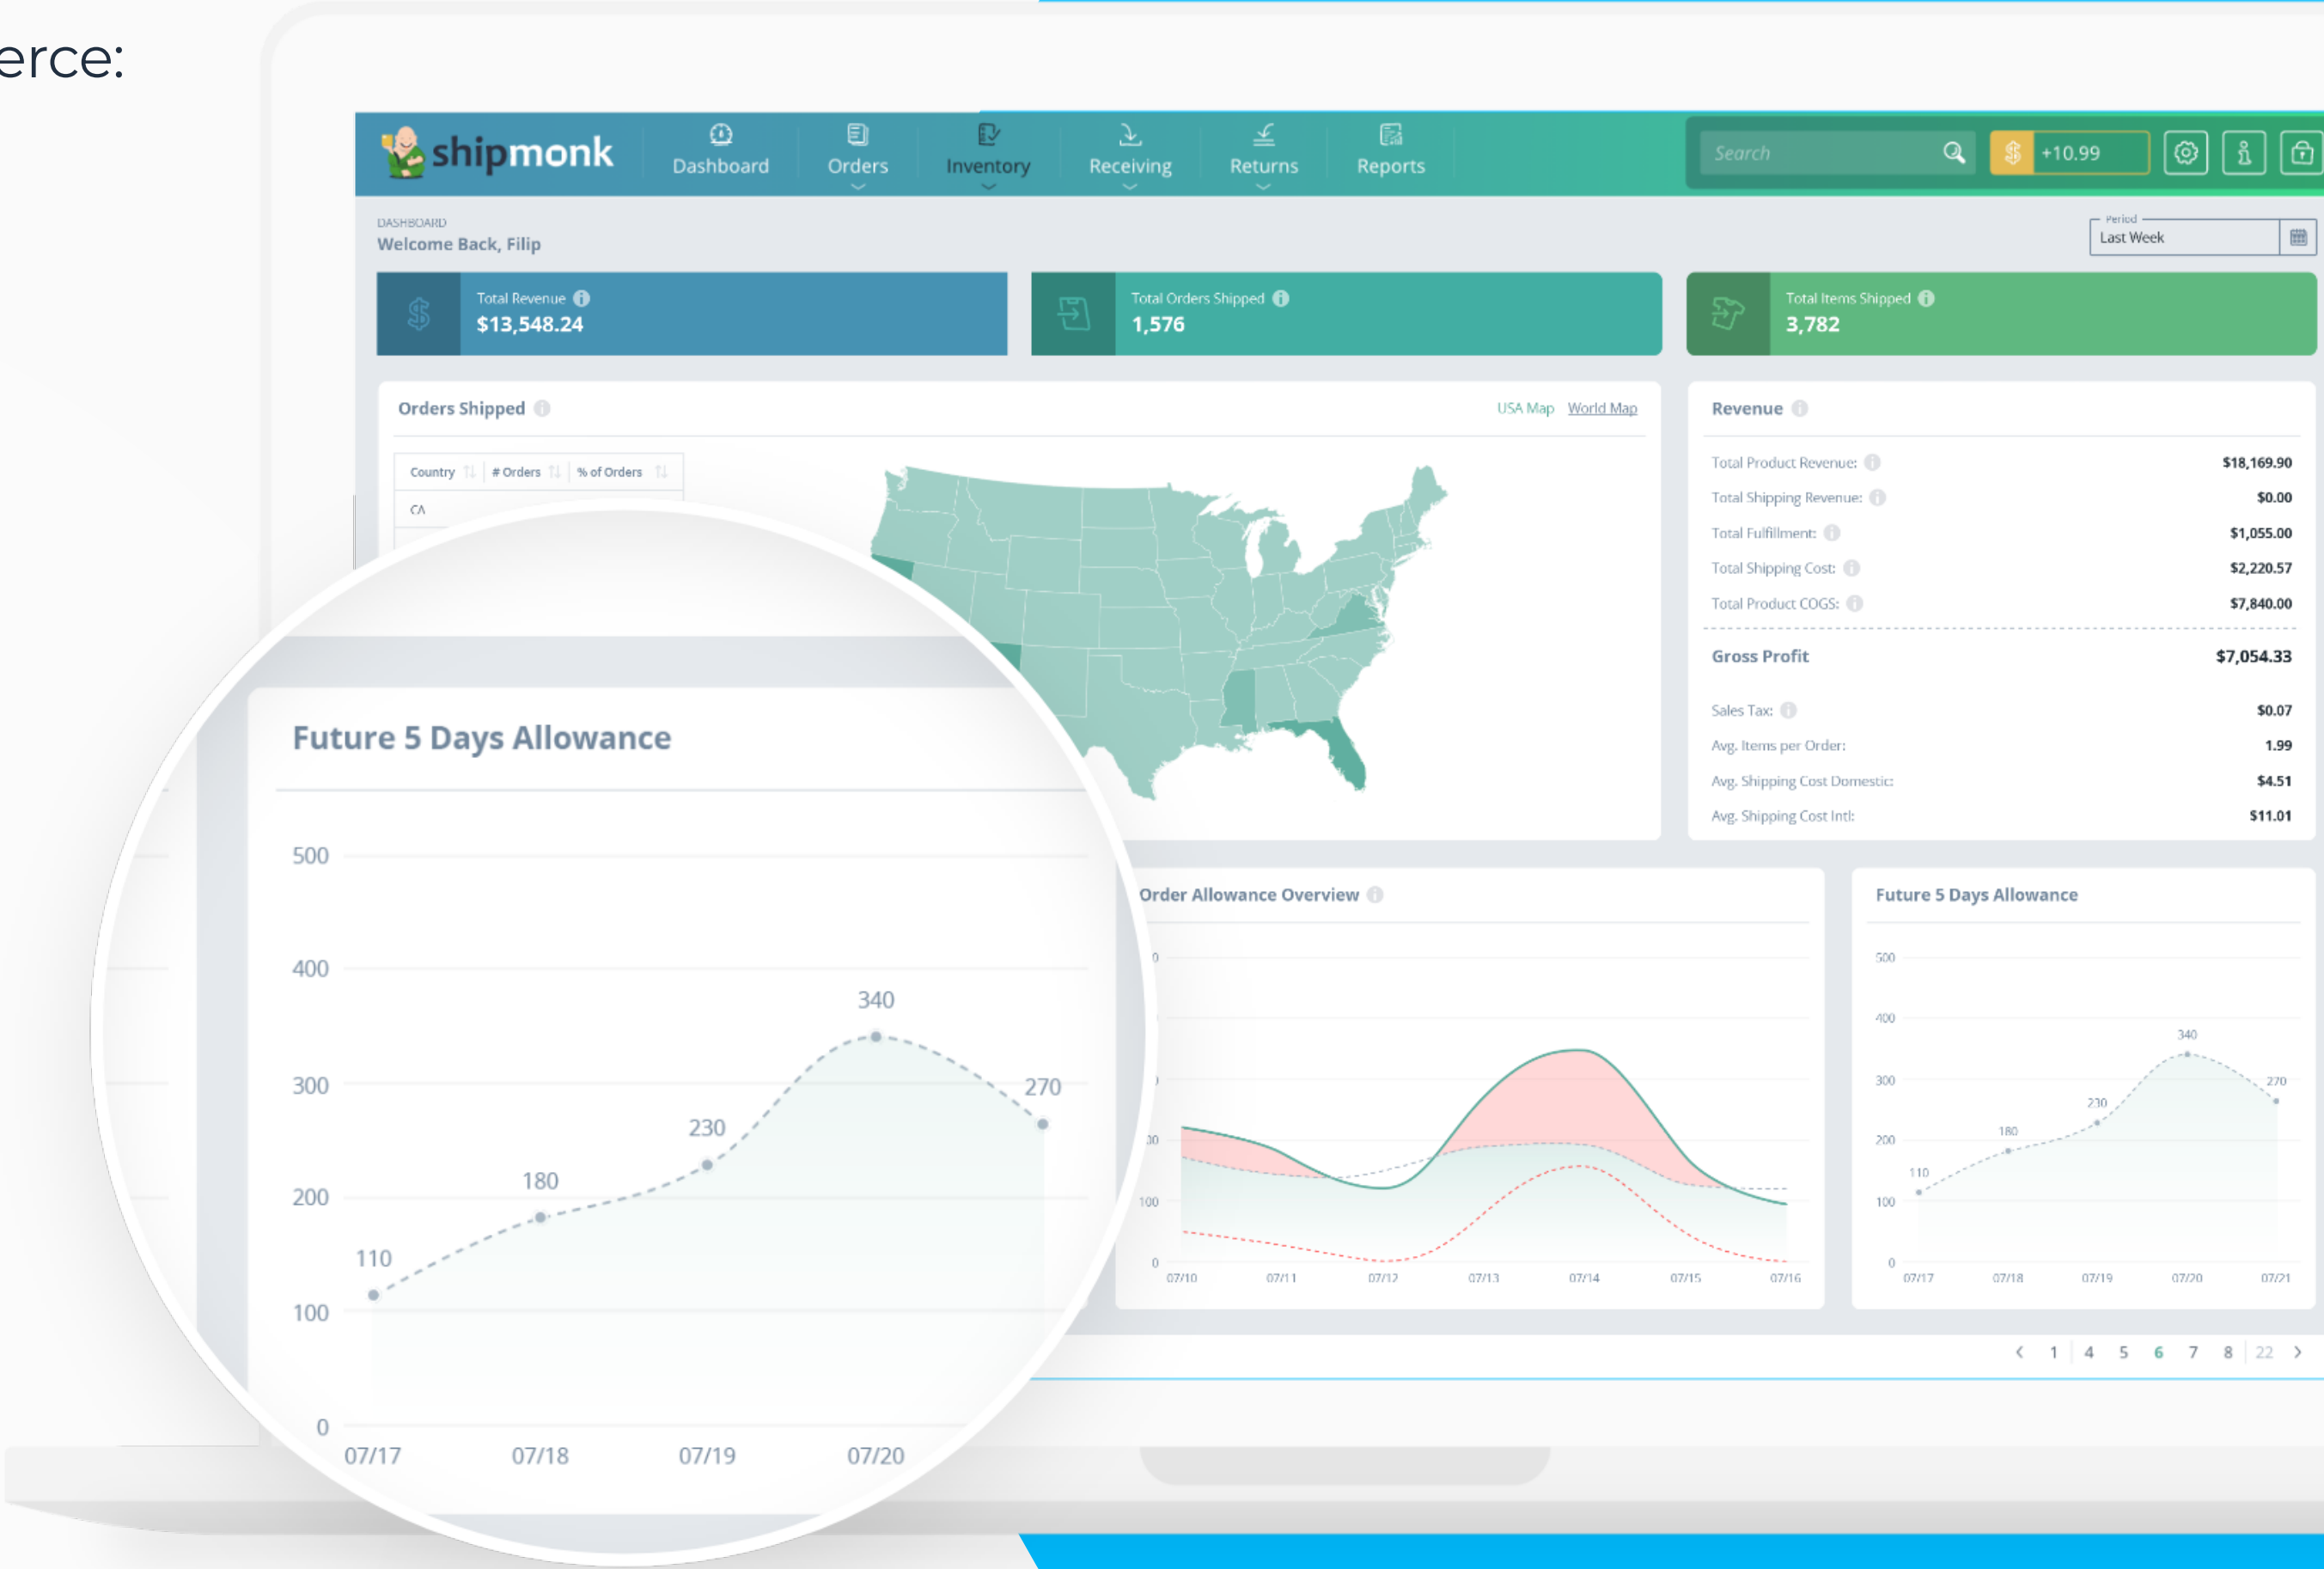 erce:
shipmonk
Dashboard
Orders
Inventory
Receiving
Returns
Reports
Search
+10.99
DASHBOARD
Welcome Back, Filip
Period
Last Week
Total Revenue
$13,548.24
Total Orders Shipped
1,576
Total Items Shipped
3,782
Orders Shipped
USA Map World Map
Country # Orders % of Orders
CA
Revenue
Total Product Revenue: $18,169.90
Total Shipping Revenue: $0.00
Total Fulfillment: $1,055.00
Total Shipping Cost: $2,220.57
Total Product COGS: $7,840.00
Gross Profit $7,054.33
Sales Tax: $0.07
Avg. Items per Order: 1.99
Avg. Shipping Cost Domestic: $4.51
Avg. Shipping Cost Intl: $11.01
Future 5 Days Allowance
500
400
300
200
100
0
110
180
230
340
270
07/17 07/18 07/19 07/20
Order Allowance Overview
100
0
07/10 07/11 07/12 07/13 07/14 07/15 07/16
Future 5 Days Allowance
500
400
300
200
100
0
110
180
230
340
270
07/17 07/18 07/19 07/20 07/21
1 4 5 6 7 8 22